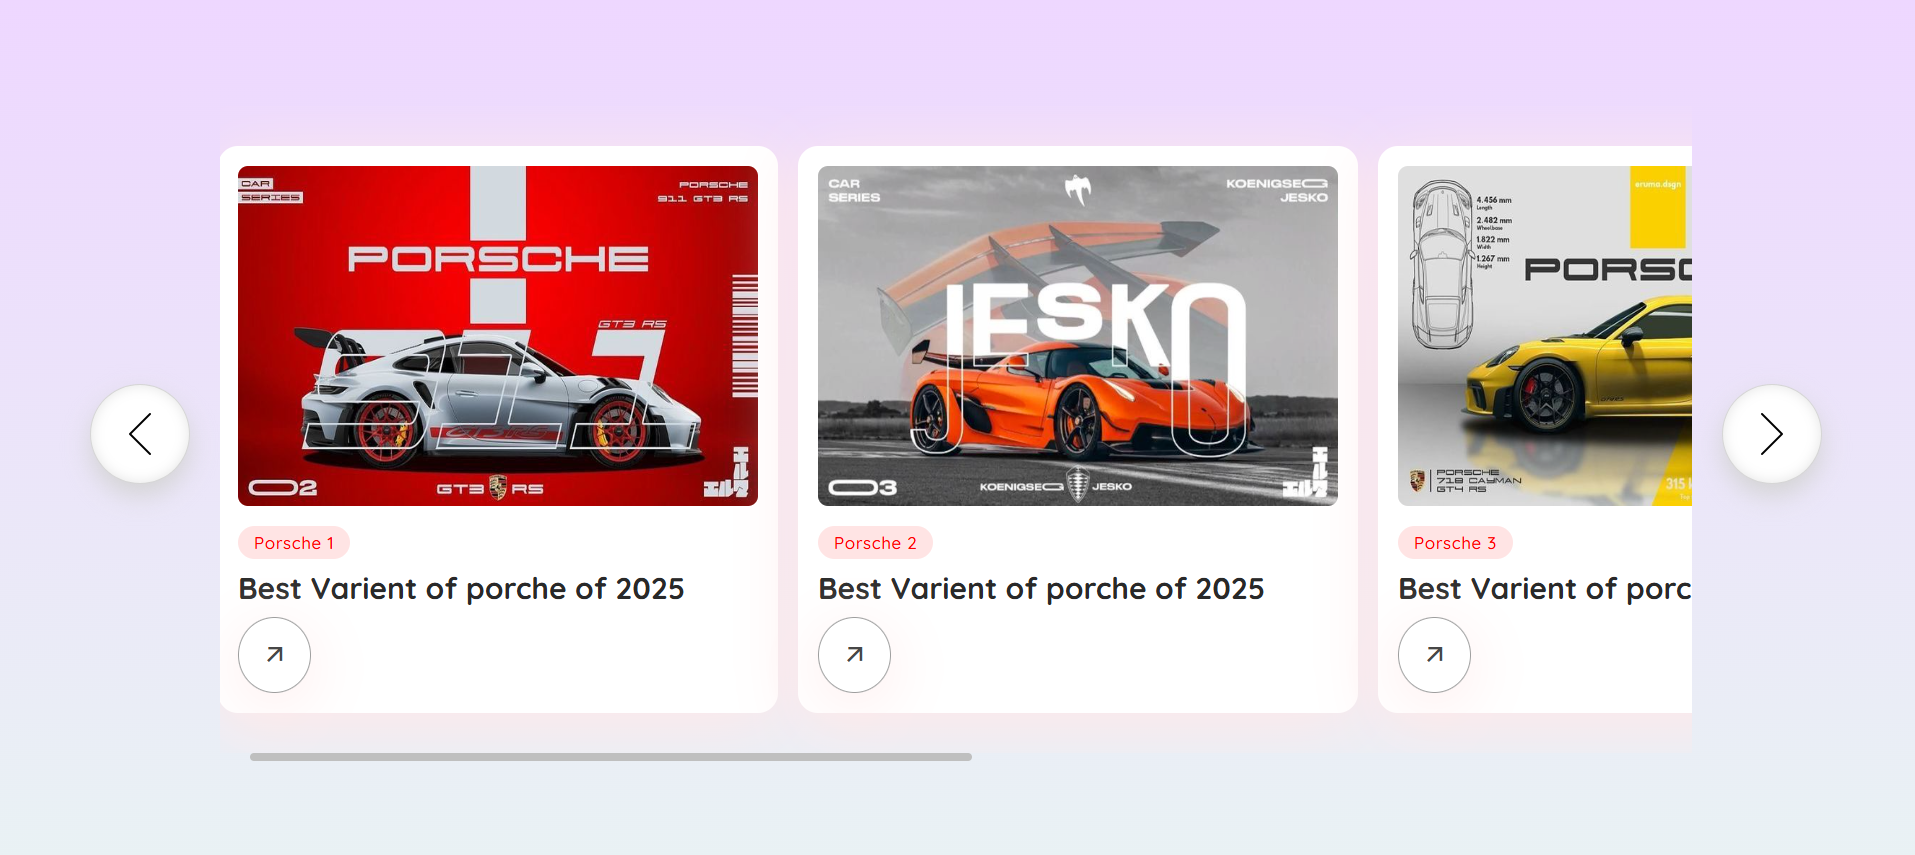 CAR
SERIES
PORSCHE
911 GT3 RS
PORSCHE
GT3 RS
911
02
GT3 RS
Porsche 1
Best Varient of porche of 2025
CAR
SERIES
KOENIGSEGG
JESKO
JESKO
03
KOENIGSEGG JESKO
Porsche 2
Best Varient of porche of 2025
4.456 mm
Length
2.482 mm
Wheelbase
1.822 mm
Width
1.267 mm
Height
erumo.dsgn
PORSC
PORSCHE
718 CAYMAN
GT4 RS
315
Porsche 3
Best Varient of porc